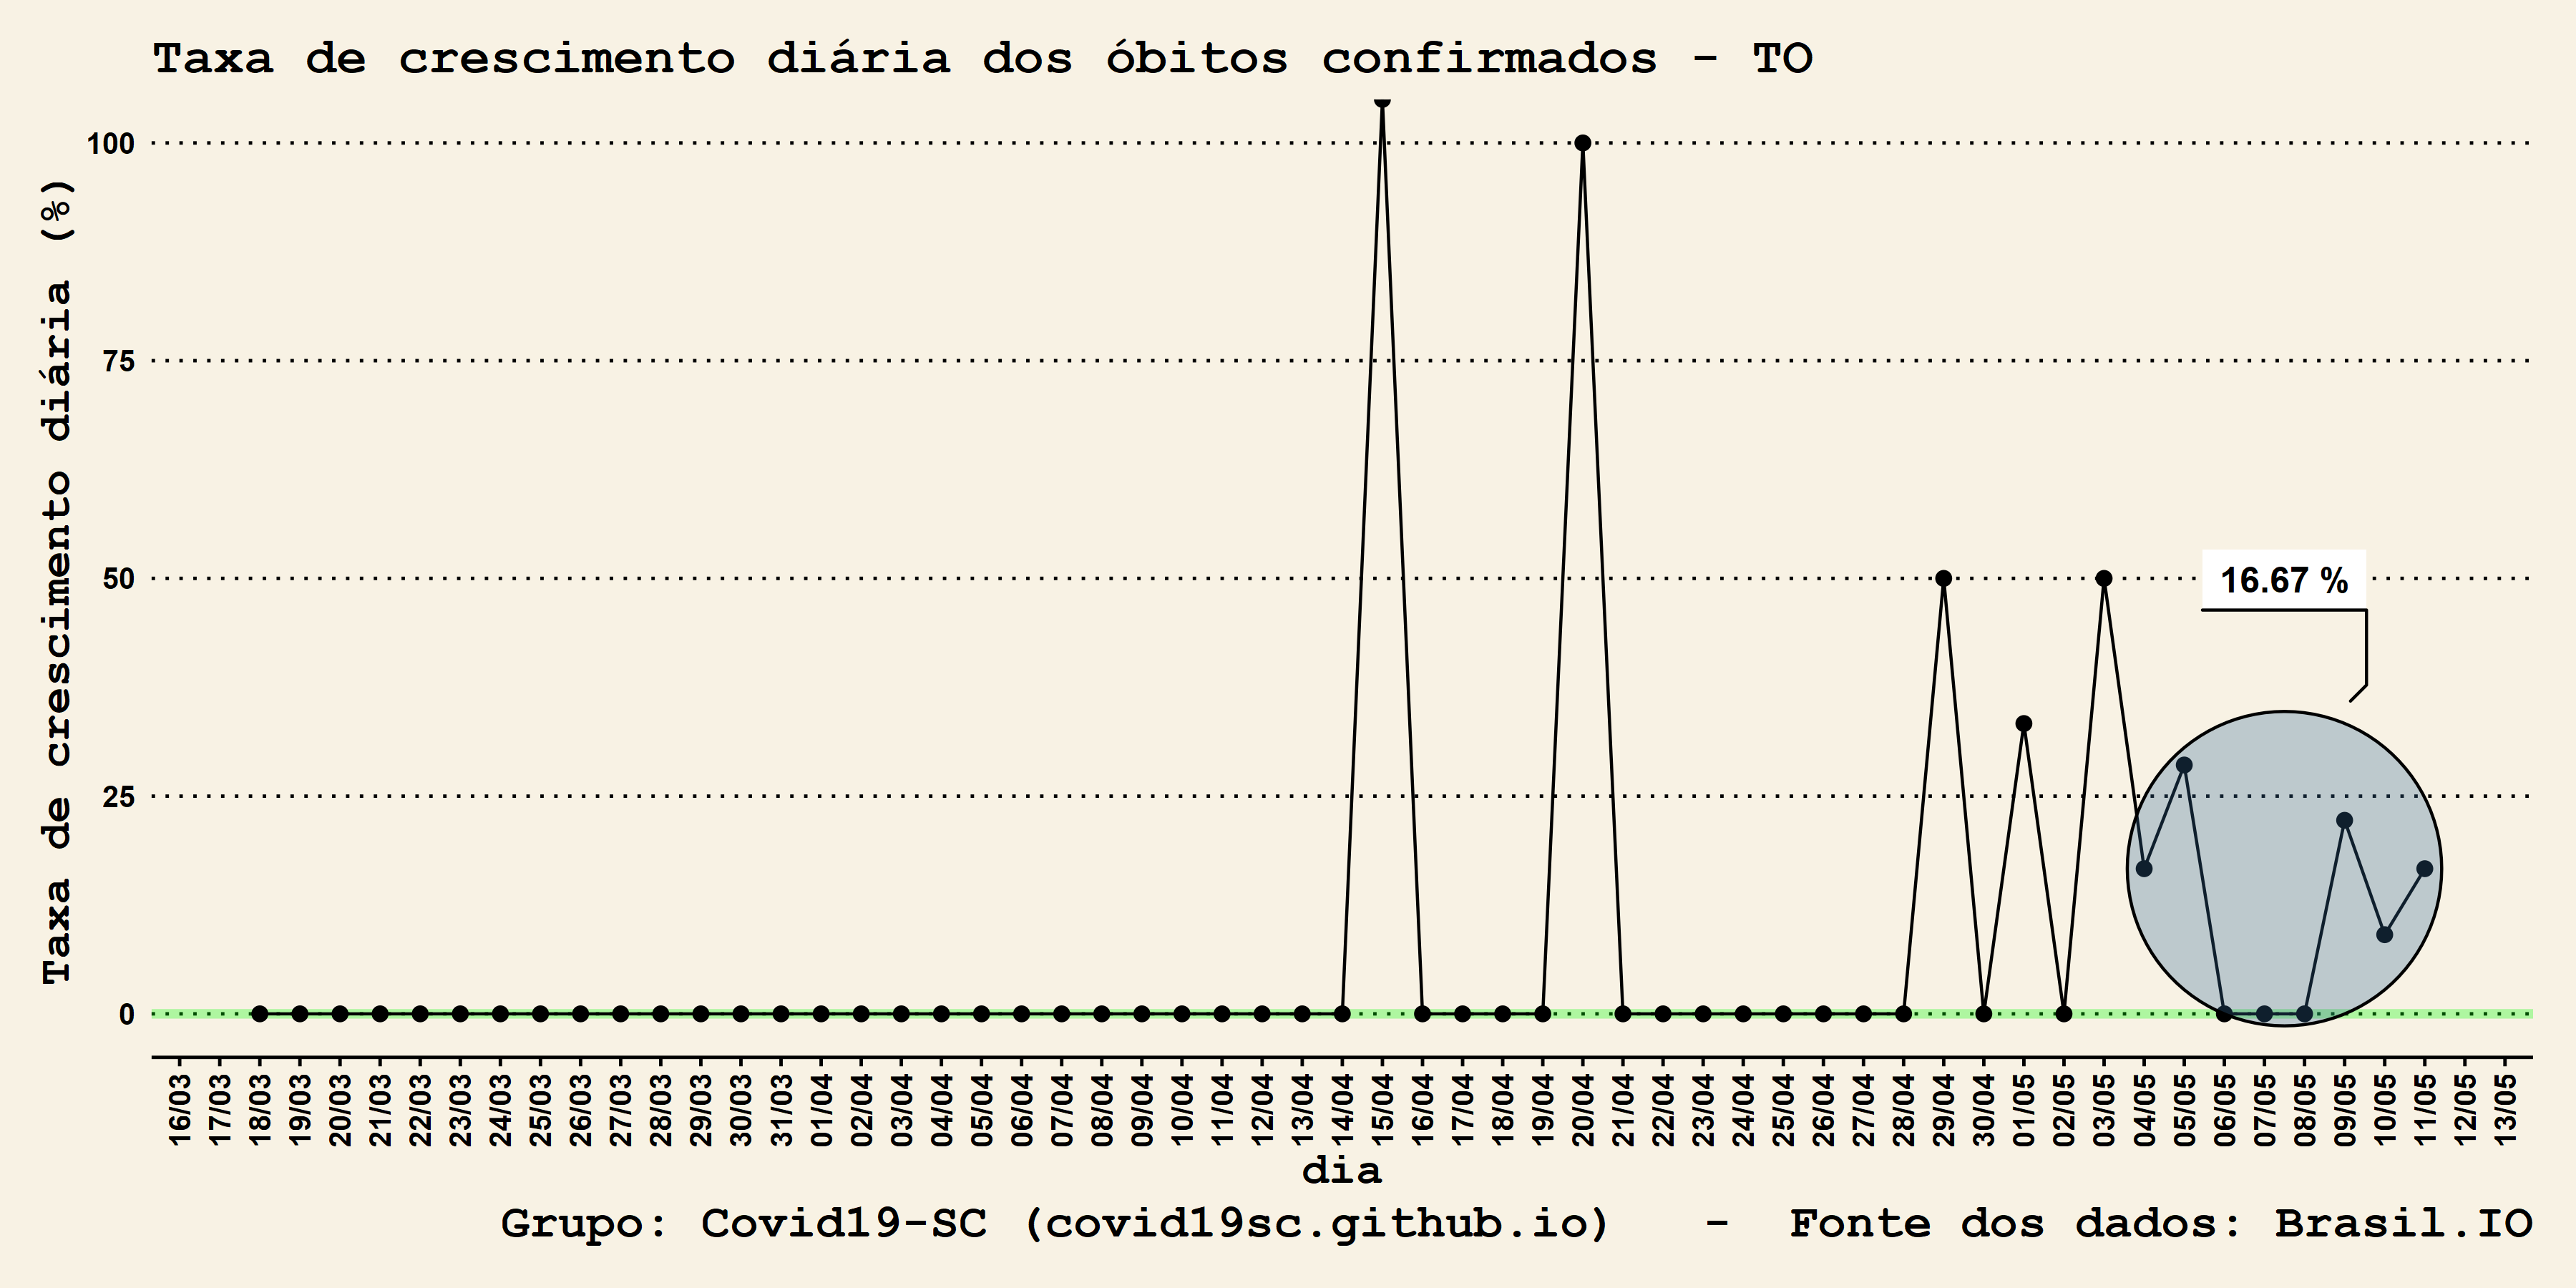 Taxa de crescimento diária dos óbitos confirmados - TO
Taxa de crescimento diária (%)
100
75
50
25
0
16.67 %
16/03 17/03 18/03 19/03 20/03 21/03 22/03 23/03 24/03 25/03 26/03 27/03 28/03 29/03 30/03 31/03 01/04 02/04 03/04 04/04 05/04 06/04 07/04 08/04 09/04 10/04 11/04 12/04 13/04 14/04 15/04 16/04 17/04 18/04 19/04 20/04 21/04 22/04 23/04 24/04 25/04 26/04 27/04 28/04 29/04 30/04 01/05 02/05 03/05 04/05 05/05 06/05 07/05 08/05 09/05 10/05 11/05 12/05 13/05
dia
Grupo: Covid19-SC (covid19sc.github.io) - Fonte dos dados: Brasil.IO